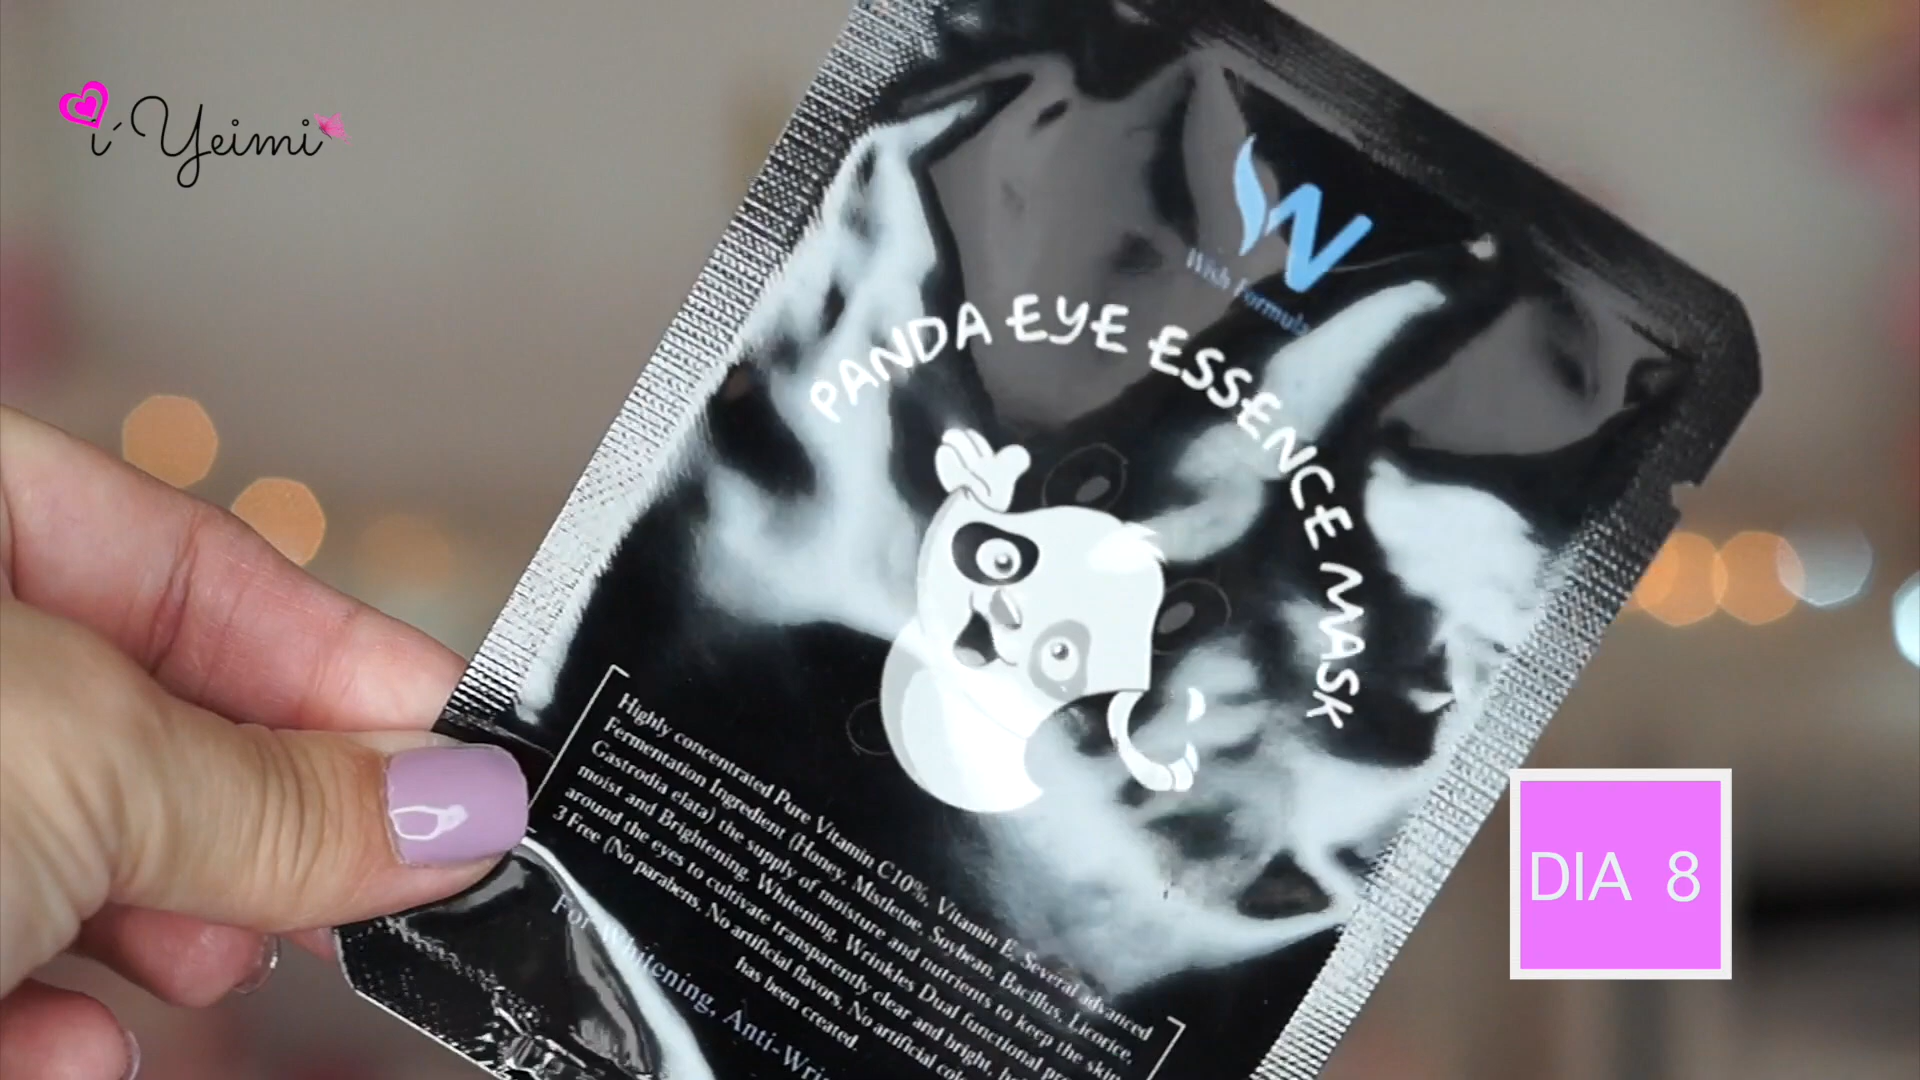 i´ Yeimi
W
Wish Formula
PANDA EYE ESSENCE MASK
Highly concentrated Pure Vitamin C10%, Vitamin E, Several advanced
Fermentation Ingredient (Honey, Mistletoe, Soybean, Bacillus, Licorice,
Gastrodia elata) the supply of moisture and nutrients to keep the skin
moist and Brightening, Whitening, Wrinkles Dual functional
around the eyes to cultivate transparently clear and bright,
3 Free (No parabens, No artificial flavors, No artificial
has been created.
For Whitening,
DIA 8